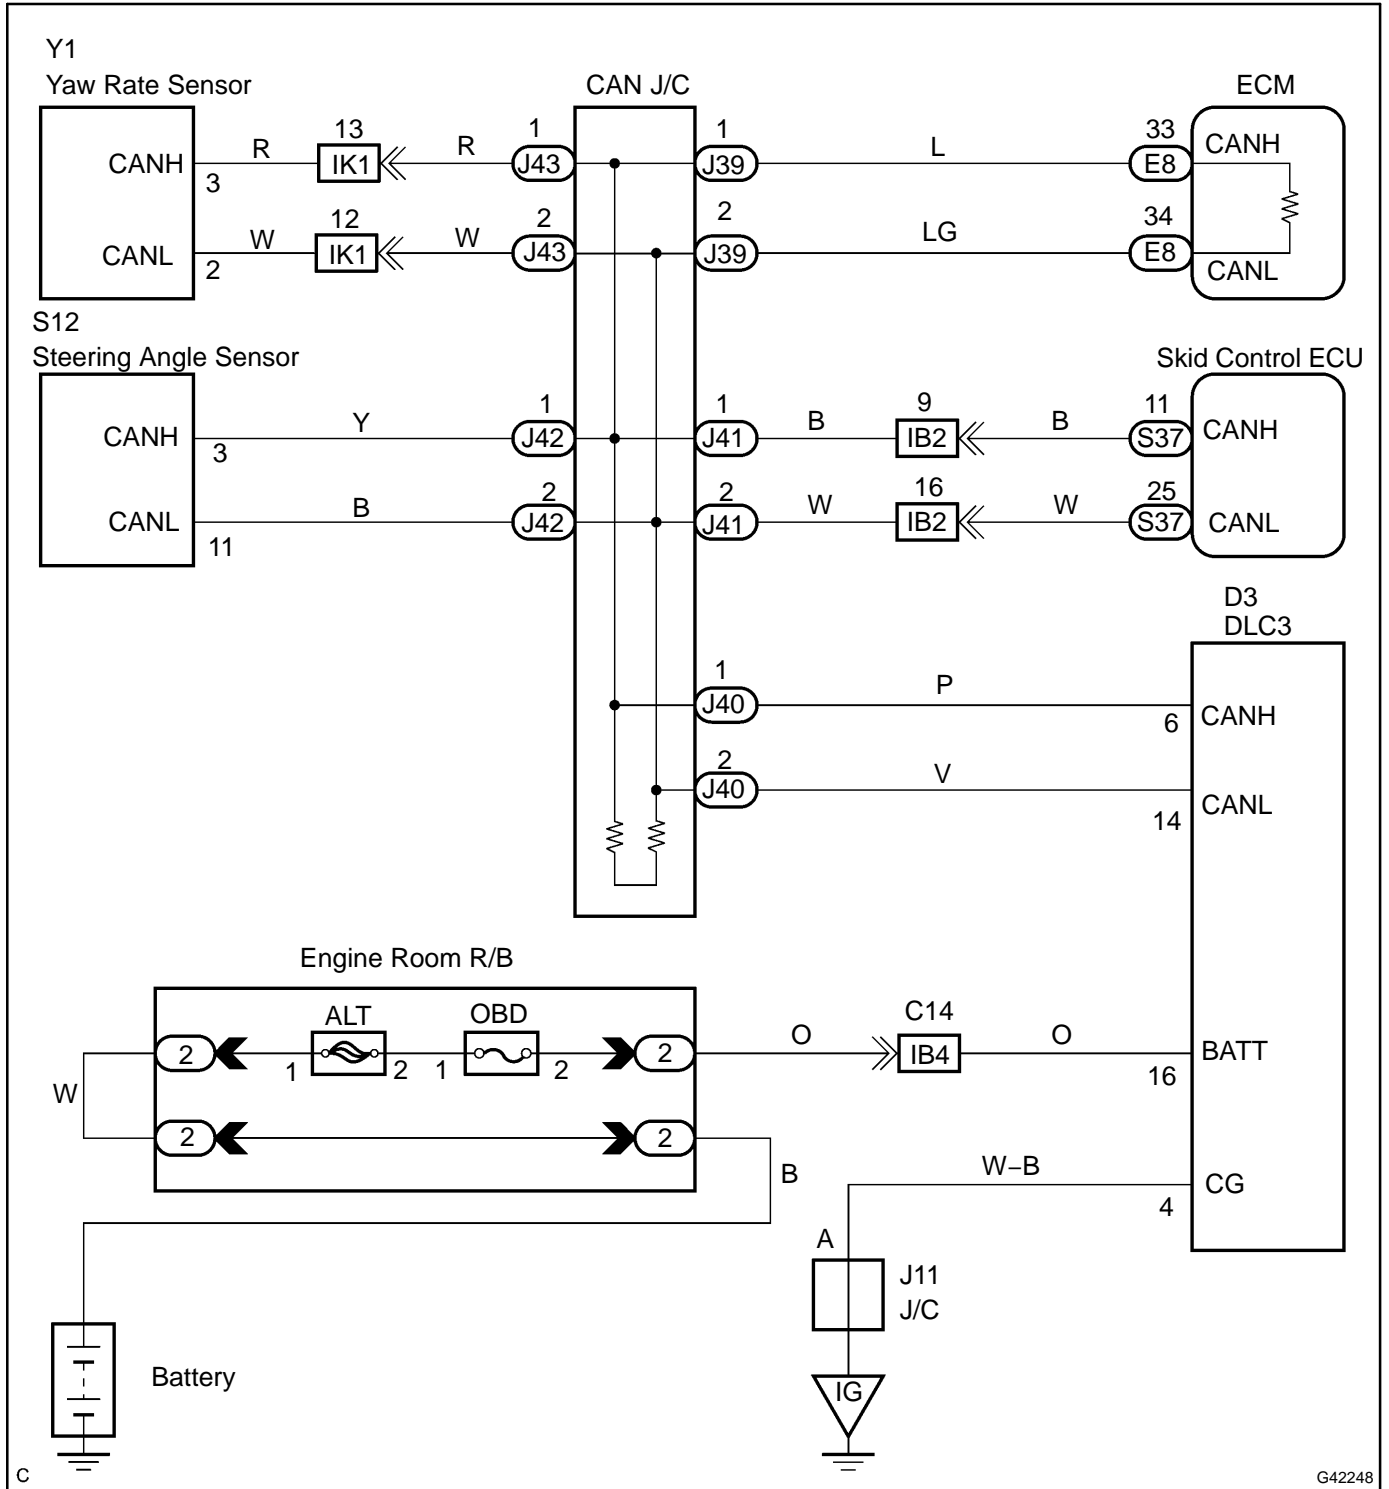 Y1
Yaw Rate Sensor
CAN J/C
ECM
CANH 3 R 13 IK1 R 1 J43 1 J39 L 33 E8 CANH
CANL 2 W 12 IK1 W 2 J43 2 J39 LG 34 E8 CANL
S12
Steering Angle Sensor
Skid Control ECU
CANH 3 Y 1 J42 1 J41 B 9 IB2 B 11 S37 CANH
CANL 11 B 2 J42 2 J41 W 16 IB2 W 25 S37 CANL
D3
DLC3
1 J40 P 6 CANH
2 J40 V 14 CANL
Engine Room R/B
ALT OBD
2 1 2 1 2 2 O C14 IB4 O 16 BATT
W
2 2
B
W–B 4 CG
A
J11
J/C
IG
Battery
C
G42248